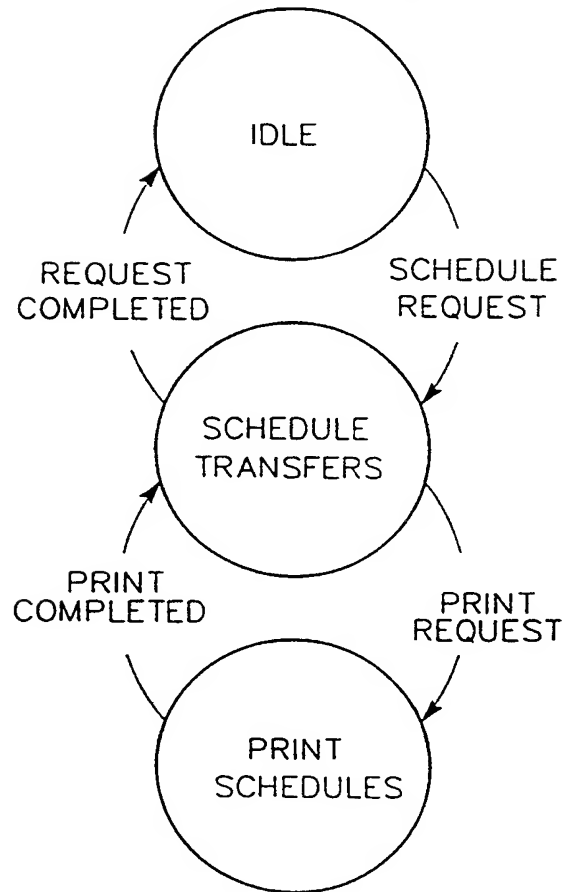 IDLE
REQUEST
COMPLETED
SCHEDULE
REQUEST
SCHEDULE
TRANSFERS
PRINT
COMPLETED
PRINT
REQUEST
PRINT
SCHEDULES